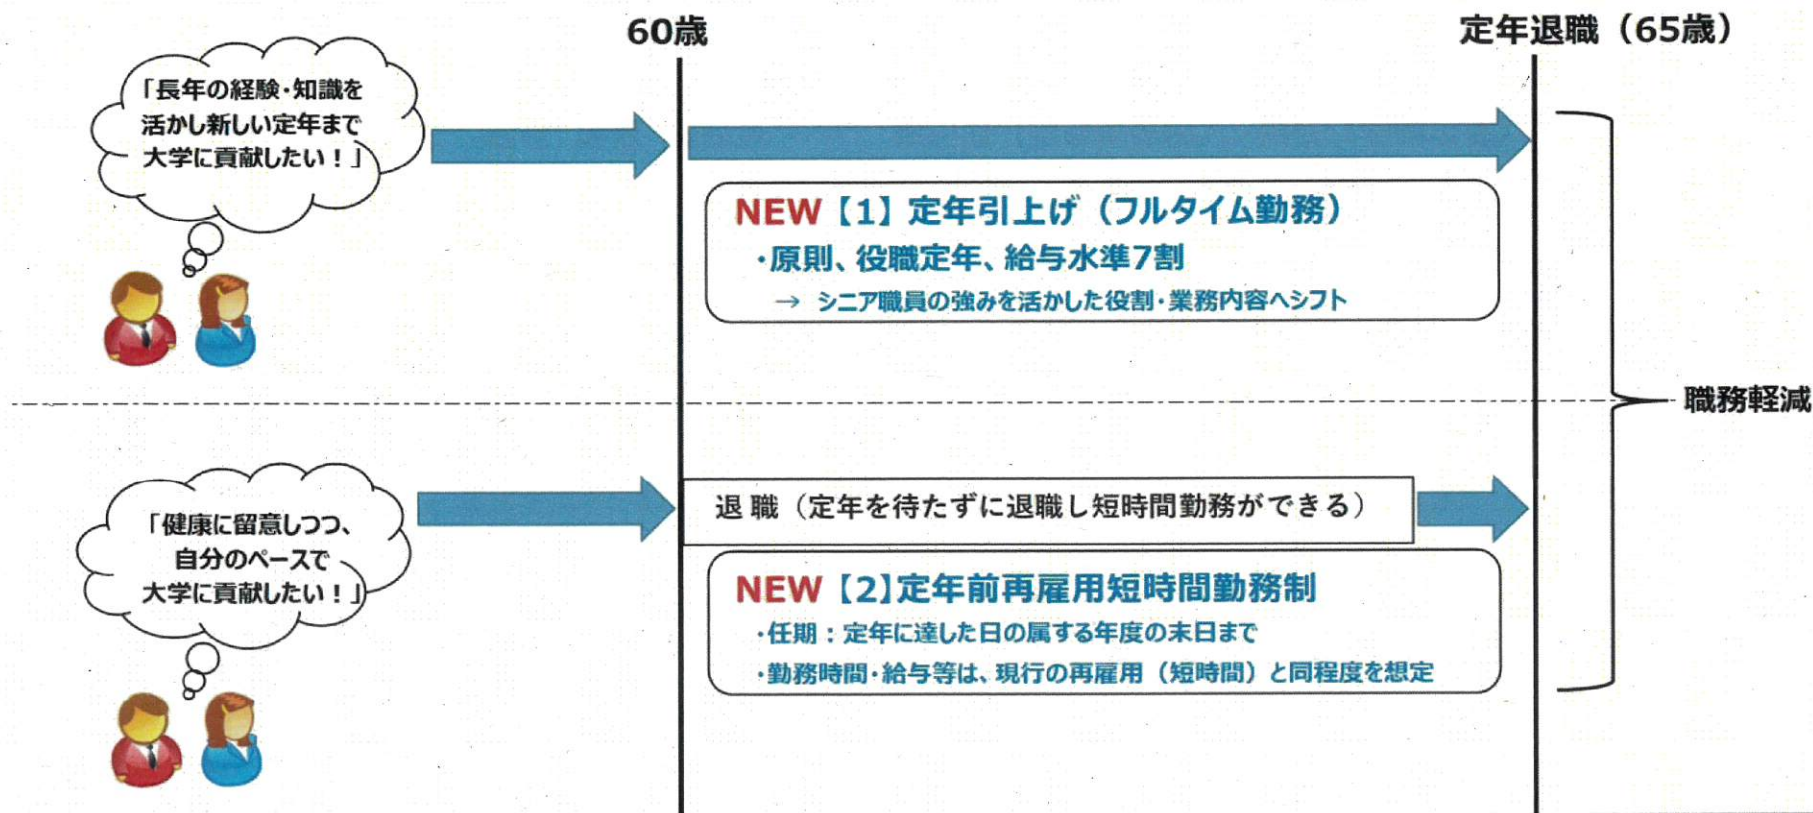 60歳
定年退職（65歳）
「長年の経験・知識を
活かし新しい定年まで
大学に貢献したい！」
NEW【1】定年引上げ（フルタイム勤務）
・原則、役職定年、給与水準7割
→ シニア職員の強みを活かした役割・業務内容へシフト
職務軽減
「健康に留意しつつ、
自分のペースで
大学に貢献したい！」
退職（定年を待たずに退職し短時間勤務ができる）
NEW【2】定年前再雇用短時間勤務制
・任期：定年に達した日の属する年度の末日まで
・勤務時間・給与等は、現行の再雇用（短時間）と同程度を想定